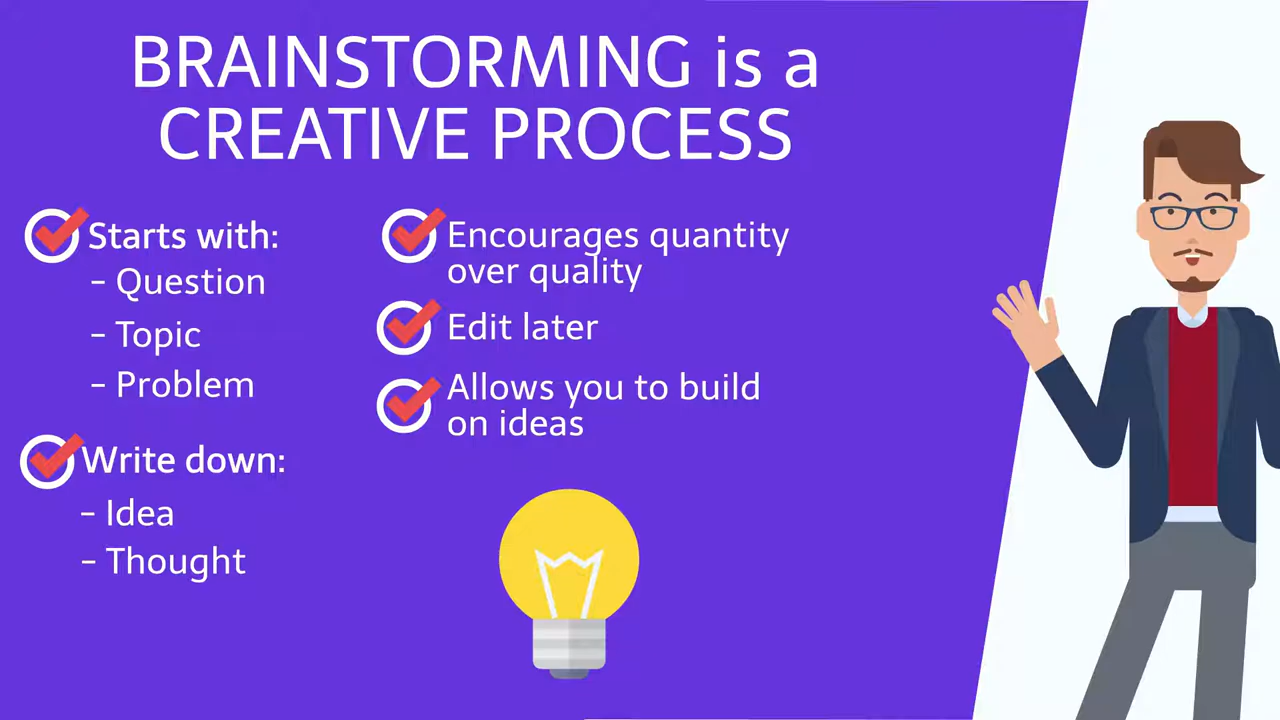 BRAINSTORMING is a
CREATIVE PROCESS
Starts with:
- Question
- Topic
- Problem
Write down:
- Idea
- Thought
Encourages quantity
over quality
Edit later
Allows you to build
on ideas